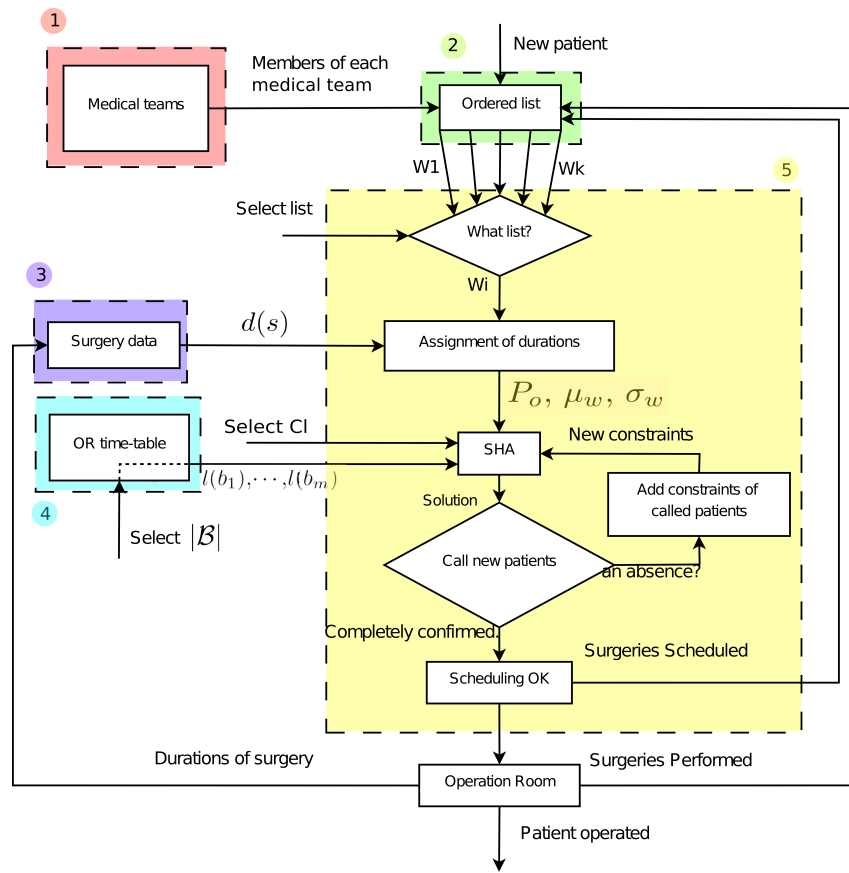 1
2
New patient
Members of each
medical team
Medical teams
Ordered list
W1
Wk
5
Select list
What list?
3
Wi
d(s)
Surgery data
Assignment of durations
P_o, μ_w, σ_w
Select CI
New constraints
OR time-table
SHA
l(b_1),···,l(b_m)
Add constraints of
called patients
Solution
4
Select |ℬ|
Call new patients
an absence?
Completely confirmed.
Surgeries Scheduled
Scheduling OK
Durations of surgery
Surgeries Performed
Operation Room
Patient operated